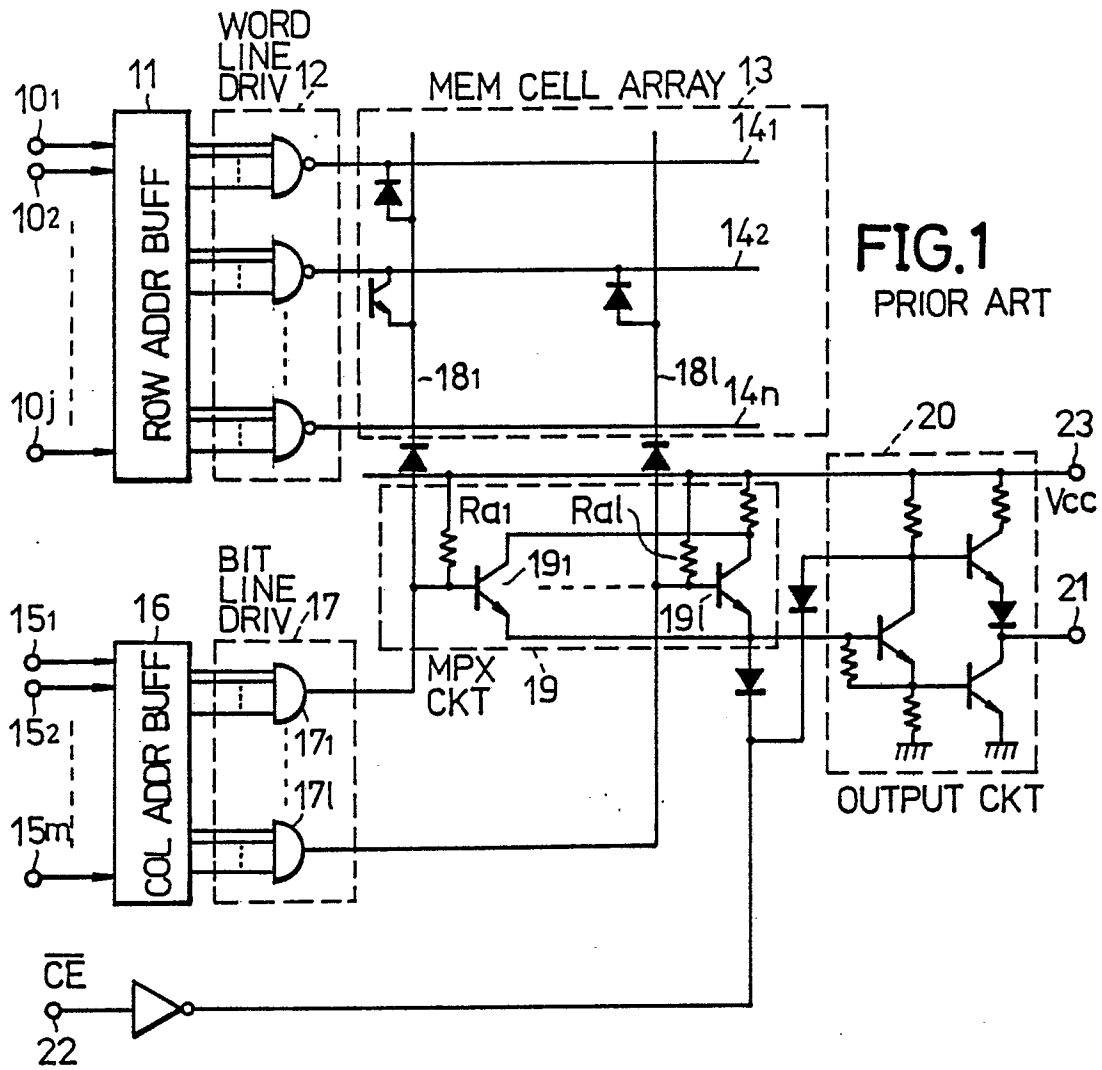 WORD
LINE
DRIV 12
11
MEM CELL ARRAY
13
10₁
10₂
10j
ROW ADDR BUFF
14₁
14₂
14n
FIG.1
PRIOR ART
18₁
18l
20
23
Vcc
Ra₁
Ral
19₁
19l
21
BIT
LINE
DRIV 17
16
15₁
15₂
15m
COL ADDR BUFF
17₁
17l
MPX
CKT
19
OUTPUT CKT
C̅E̅
22